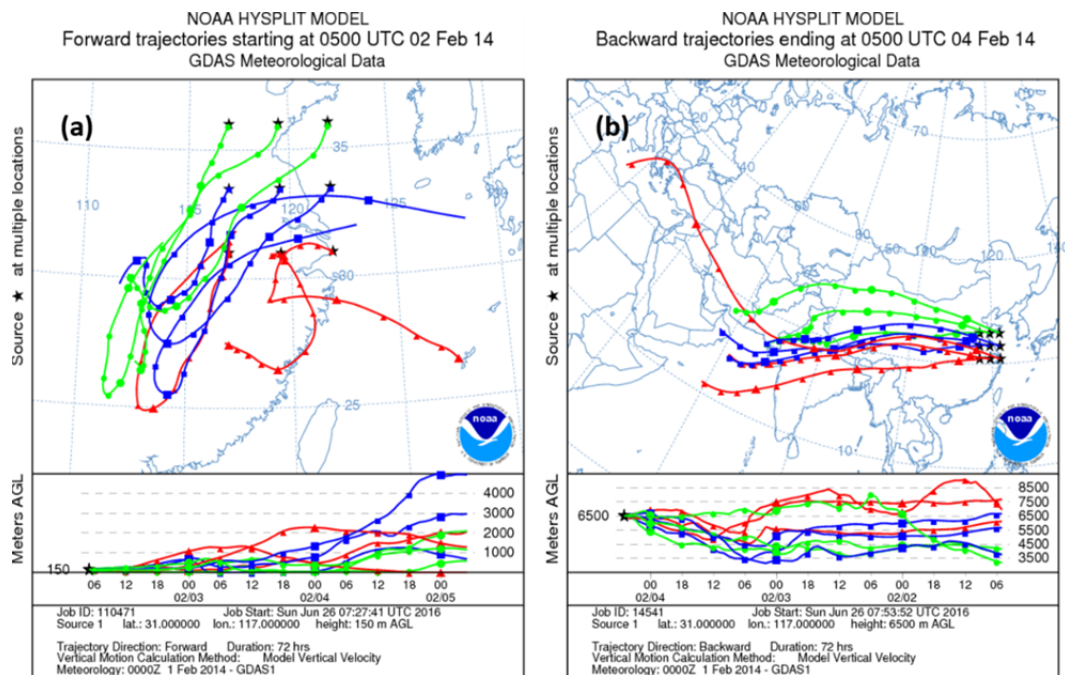 NOAA HYSPLIT MODEL
Forward trajectories starting at 0500 UTC 02 Feb 14
GDAS Meteorological Data
(a)
Source ★ at multiple locations
35
110
105
120
125
30
25
noaa
Meters AGL
4000
3000
2000
1000
150
06 12 18 00 06 12 18 00 06 12 18 00
02/03 02/04 02/05
Job ID: 110471 Job Start: Sun Jun 26 07:27:41 UTC 2016
Source 1 lat.: 31.000000 lon.: 117.000000 height: 150 m AGL
Trajectory Direction: Forward Duration: 72 hrs
Vertical Motion Calculation Method: Model Vertical Velocity
Meteorology: 0000Z 1 Feb 2014 - GDAS1
NOAA HYSPLIT MODEL
Backward trajectories ending at 0500 UTC 04 Feb 14
GDAS Meteorological Data
(b)
Source ★ at multiple locations
20
70
40
140
10
noaa
Meters AGL
8500
7500
6500
5500
4500
3500
6500
00 18 12 06 00 18 12 06 00 18 12 06
02/04 02/03 02/02
Job ID: 14541 Job Start: Sun Jun 26 07:53:52 UTC 2016
Source 1 lat.: 31.000000 lon.: 117.000000 height: 6500 m AGL
Trajectory Direction: Backward Duration: 72 hrs
Vertical Motion Calculation Method: Model Vertical Velocity
Meteorology: 0000Z 1 Feb 2014 - GDAS1